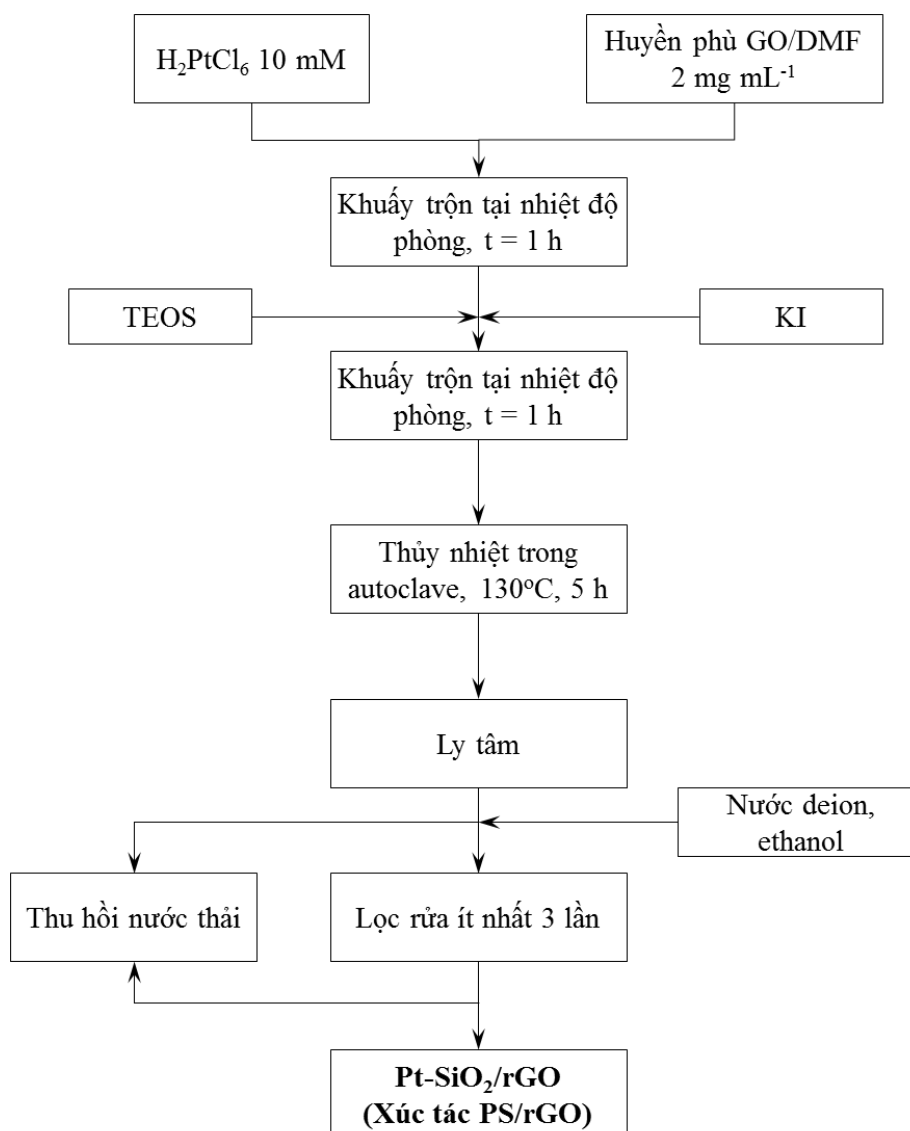 H₂PtCl₆ 10 mM
Huyền phù GO/DMF
2 mg mL⁻¹
Khuấy trộn tại nhiệt độ
phòng, t = 1 h
TEOS
KI
Khuấy trộn tại nhiệt độ
phòng, t = 1 h
Thủy nhiệt trong
autoclave, 130°C, 5 h
Ly tâm
Nước deion,
ethanol
Thu hồi nước thải
Lọc rửa ít nhất 3 lần
Pt-SiO₂/rGO
(Xúc tác PS/rGO)